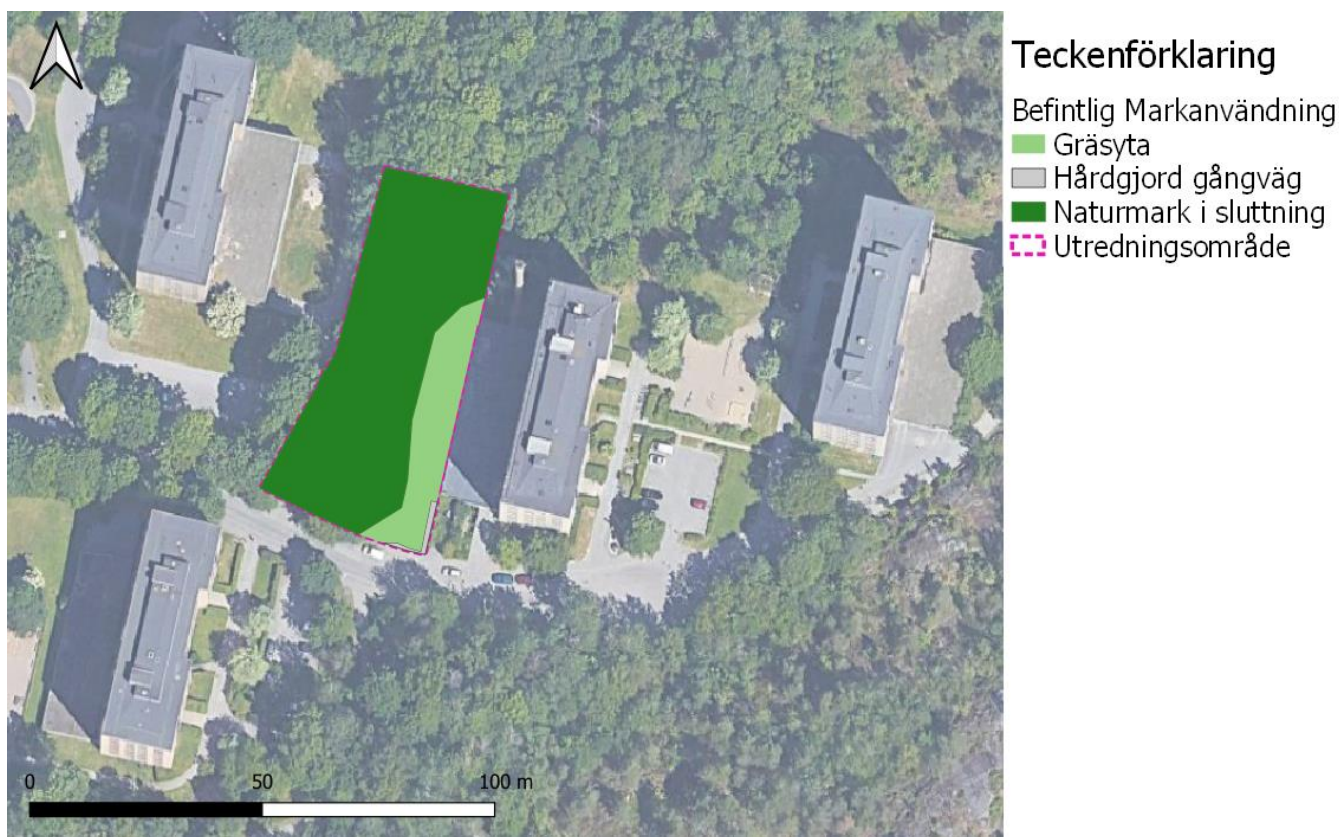 Teckenförklaring
Befintlig Markanvändning
Gräsyta
Hårdgjord gångväg
Naturmark i sluttning
Utredningsområde
0 50 100 m